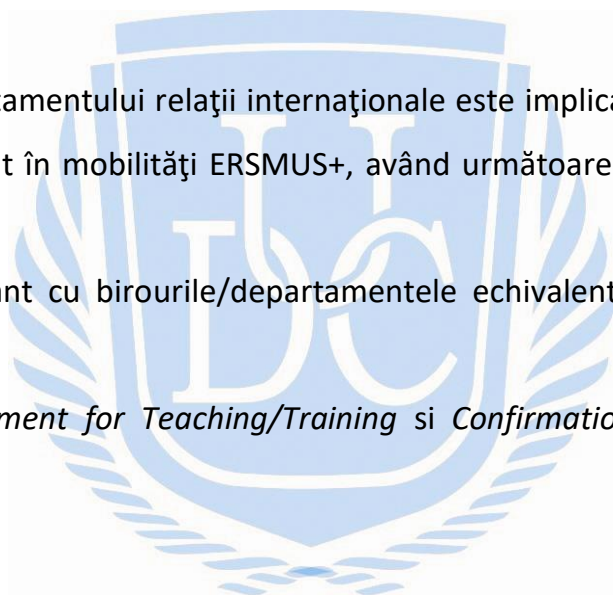 tamentului relaţii internaţionale este implica
t în mobilităţi ERSMUS+, având următoare
nt cu birourile/departamentele echivalent
ment for Teaching/Training si Confirmatio
UDC